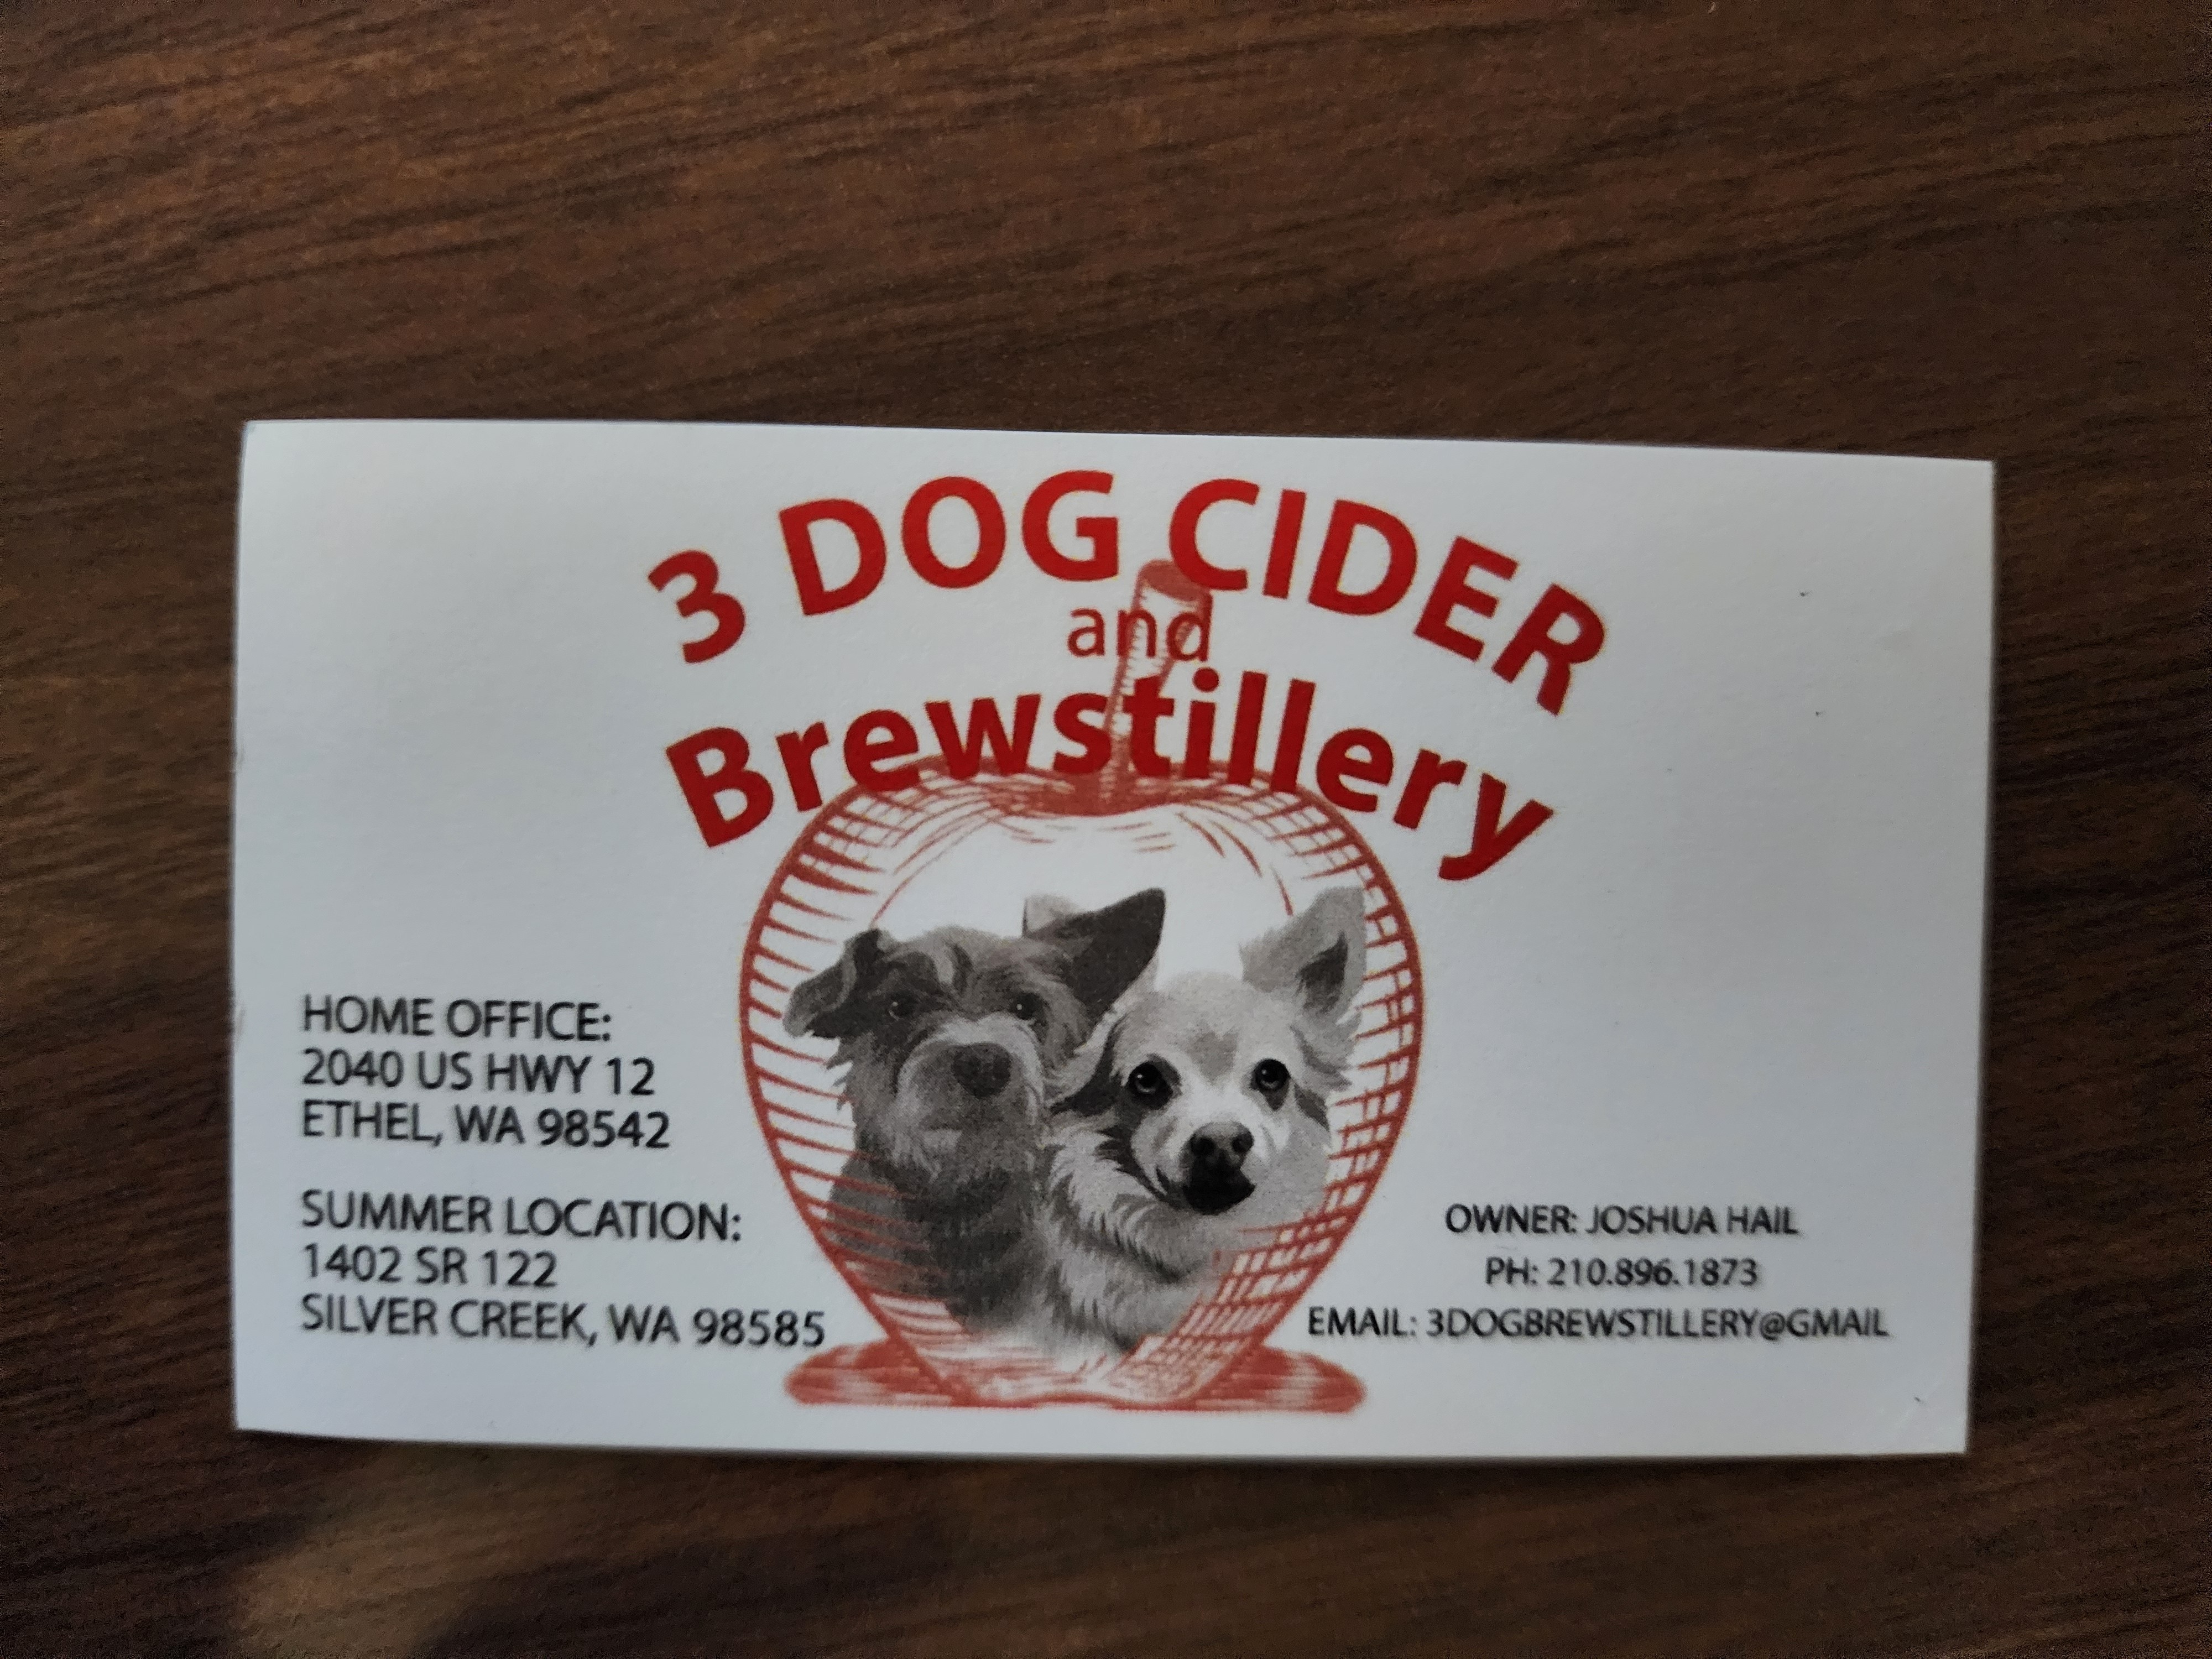 3 DOG CIDER
and
Brewstillery
HOME OFFICE:
2040 US HWY 12
ETHEL, WA 98542
SUMMER LOCATION:
1402 SR 122
SILVER CREEK, WA 98585
OWNER: JOSHUA HAIL
PH: 210.896.1873
EMAIL: 3DOGBREWSTILLERY@GMAIL